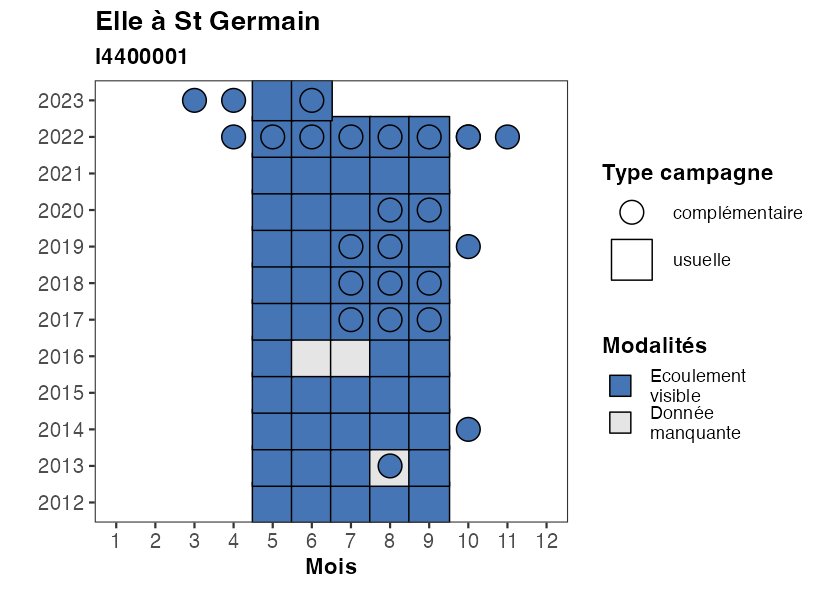 Elle à St Germain
I4400001
2023
2022
2021
2020
2019
2018
2017
2016
2015
2014
2013
2012
1 2 3 4 5 6 7 8 9 10 11 12
Mois
Type campagne
complémentaire
usuelle
Modalités
Ecoulement
visible
Donnée
manquante